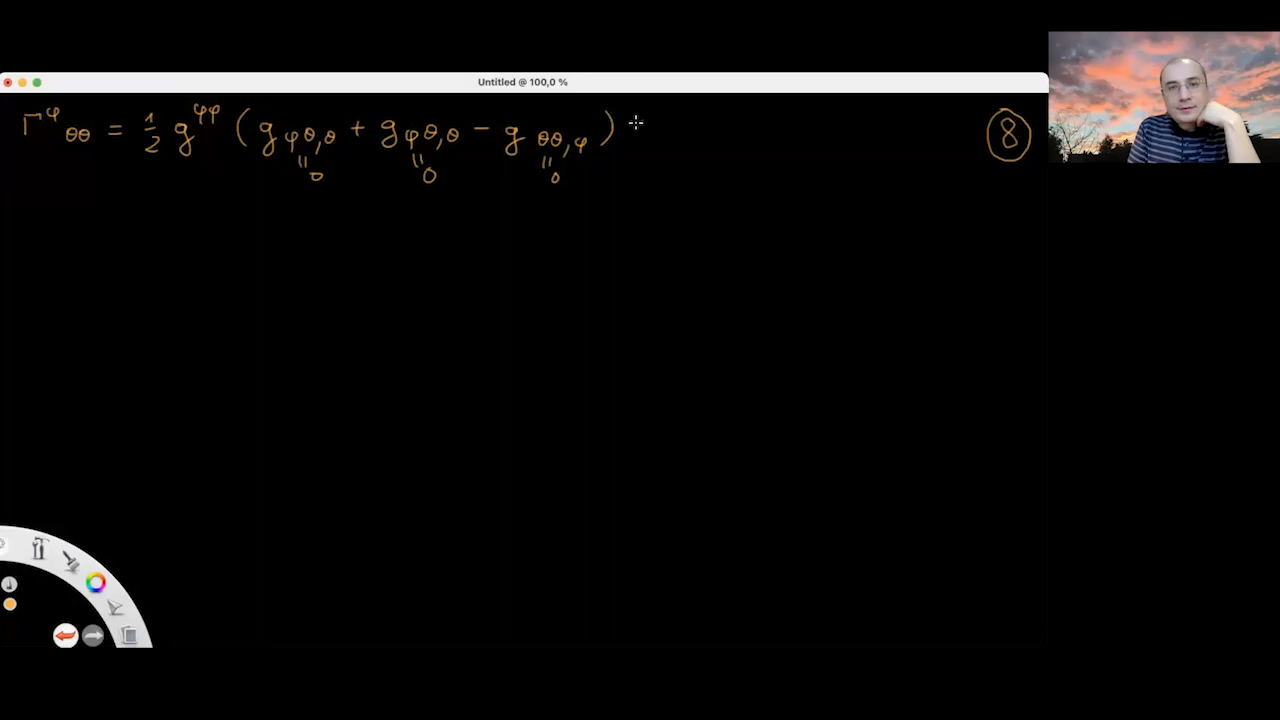 Untitled @ 100,0 %
Γ^φ_θθ = 1/2 g^φφ ( g_φθ,θ + g_φθ,θ − g_θθ,φ )
⑧
" 0 " 0 " 0